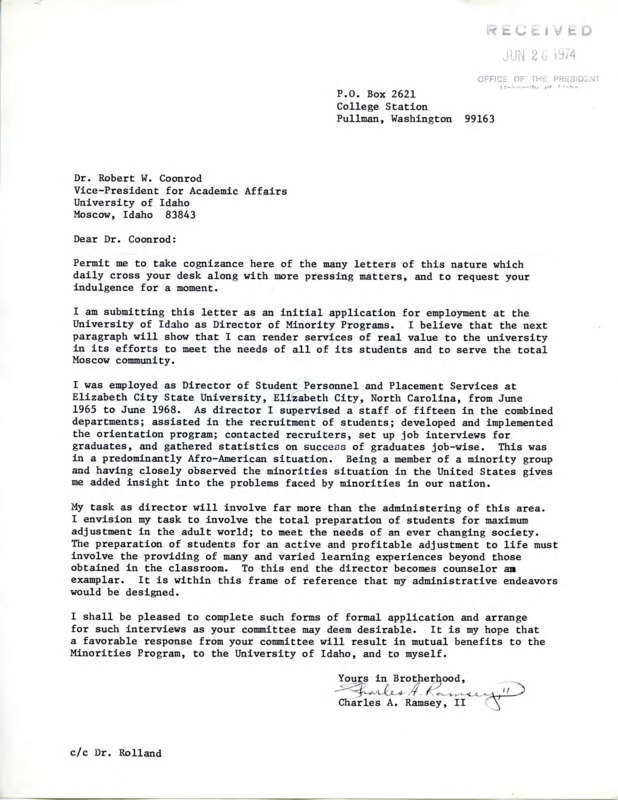 RECEIVED
JUN 26 1974
OFFICE OF THE PRESIDENT
University of Idaho
P.O. Box 2621
College Station
Pullman, Washington 99163
Dr. Robert W. Coonrod
Vice-President for Academic Affairs
University of Idaho
Moscow, Idaho 83843
Dear Dr. Coonrod:
Permit me to take cognizance here of the many letters of this nature which
daily cross your desk along with more pressing matters, and to request your
indulgence for a moment.
I am submitting this letter as an initial application for employment at the
University of Idaho as Director of Minority Programs. I believe that the next
paragraph will show that I can render services of real value to the university
in its efforts to meet the needs of all of its students and to serve the total
Moscow community.
I was employed as Director of Student Personnel and Placement Services at
Elizabeth City State University, Elizabeth City, North Carolina, from June
1965 to June 1968. As director I supervised a staff of fifteen in the combined
departments; assisted in the recruitment of students; developed and implemented
the orientation program; contacted recruiters, set up job interviews for
graduates, and gathered statistics on success of graduates job-wise. This was
in a predominantly Afro-American situation. Being a member of a minority group
and having closely observed the minorities situation in the United States gives
me added insight into the problems faced by minorities in our nation.
My task as director will involve far more than the administering of this area.
I envision my task to involve the total preparation of students for maximum
adjustment in the adult world; to meet the needs of an ever changing society.
The preparation of students for an active and profitable adjustment to life must
involve the providing of many and varied learning experiences beyond those
obtained in the classroom. To this end the director becomes counselor an
examplar. It is within this frame of reference that my administrative endeavors
would be designed.
I shall be pleased to complete such forms of formal application and arrange
for such interviews as your committee may deem desirable. It is my hope that
a favorable response from your committee will result in mutual benefits to the
Minorities Program, to the University of Idaho, and to myself.
Yours in Brotherhood,
Charles A. Ramsey, II
Charles A. Ramsey, II
c/c Dr. Rolland